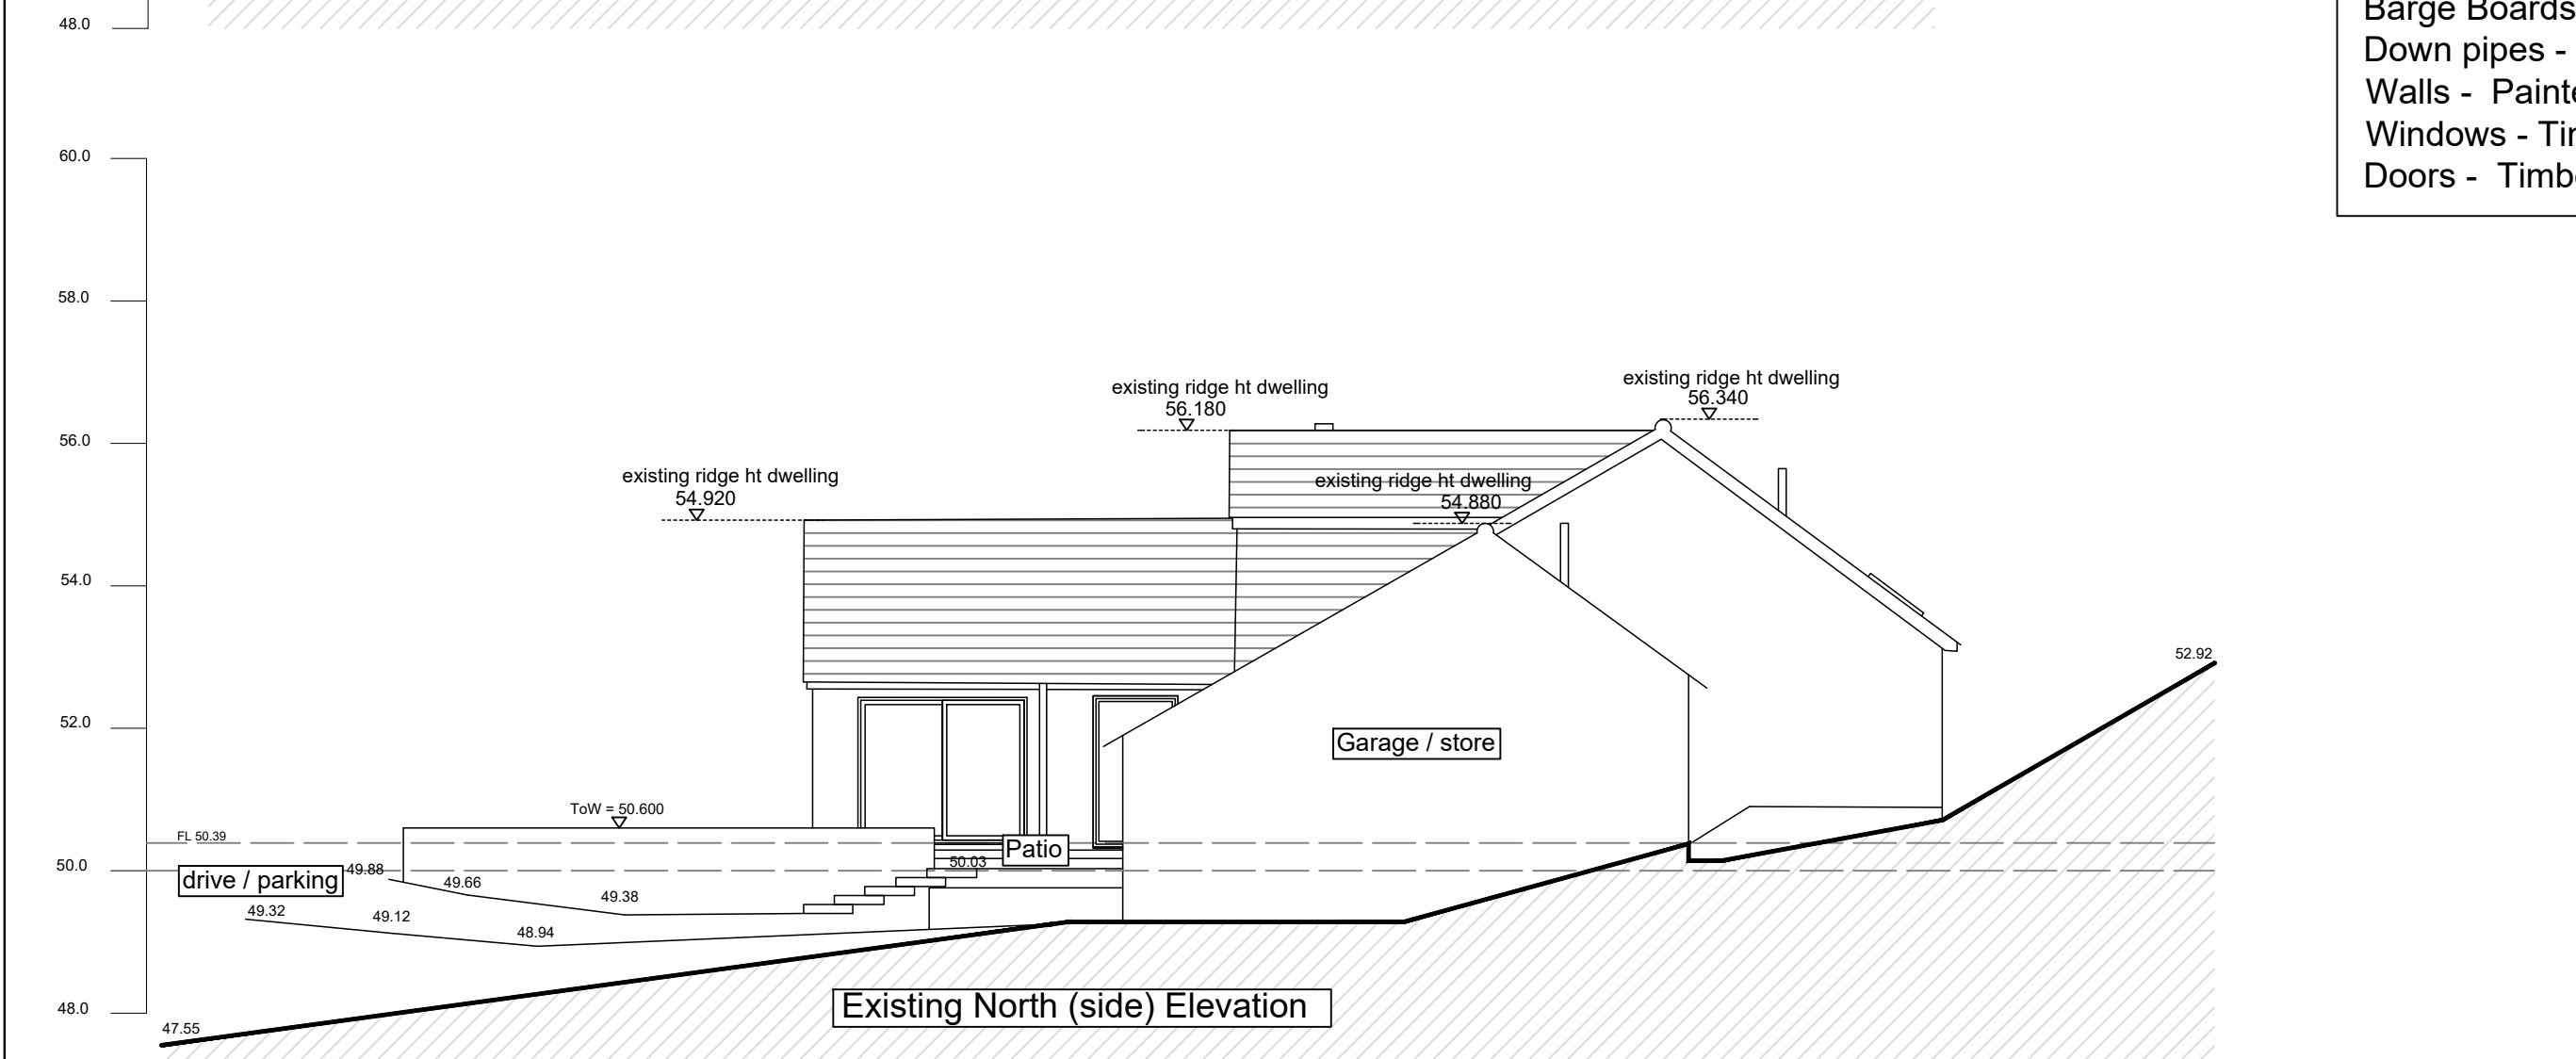 48.0
Barge Boards
Down pipes -
Walls - Painte
Windows - Tim
Doors - Timb
60.0
58.0
56.0
54.0
52.0
50.0
48.0
existing ridge ht dwelling
56.340
existing ridge ht dwelling
56.180
existing ridge ht dwelling
54.920
existing ridge ht dwelling
54.880
52.92
Garage / store
ToW = 50.600
FL 50.39
Patio
50.03
49.88
drive / parking
49.66
49.38
49.32
49.12
48.94
Existing North (side) Elevation
47.55